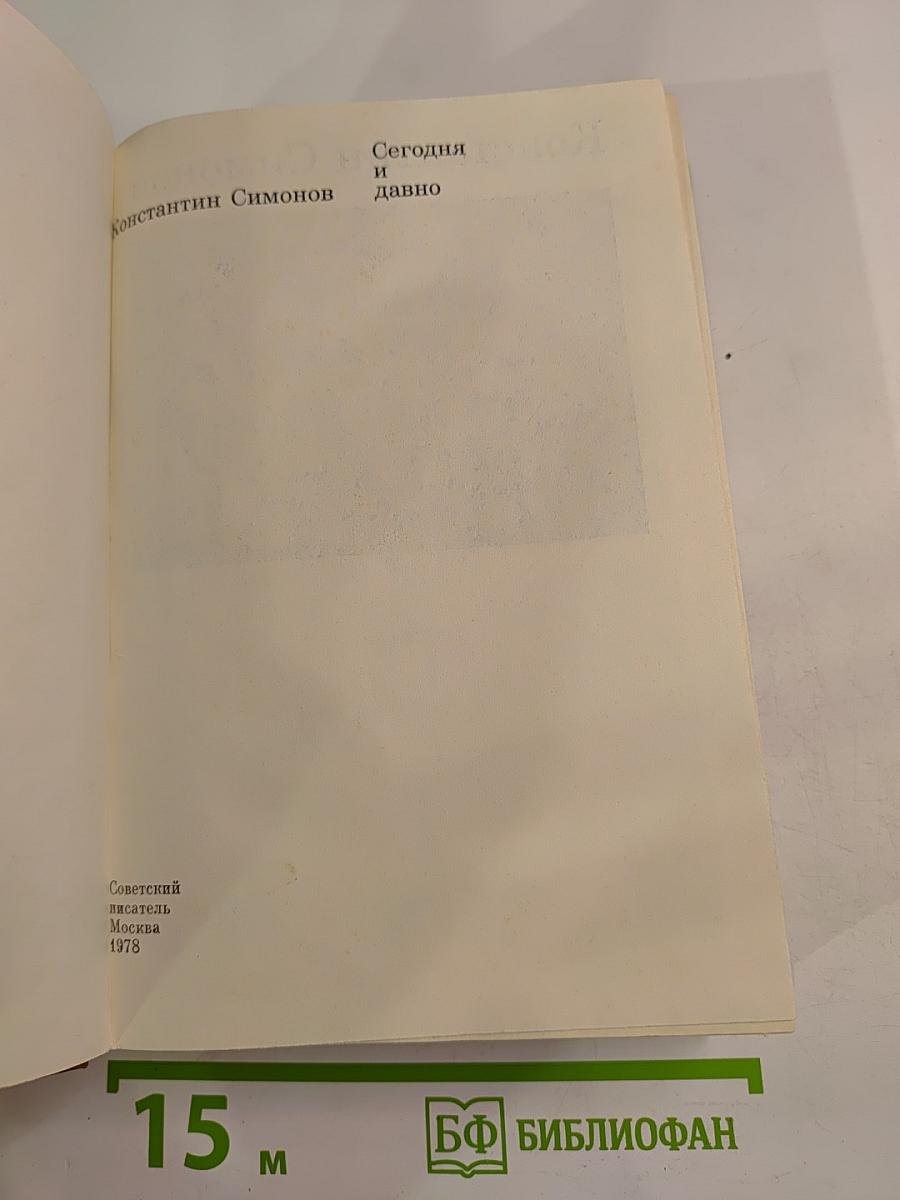 Константин Симонов
Сегодня
и
давно
Советский
писатель
Москва
1978
15 м
БФ БИБЛИОФАН